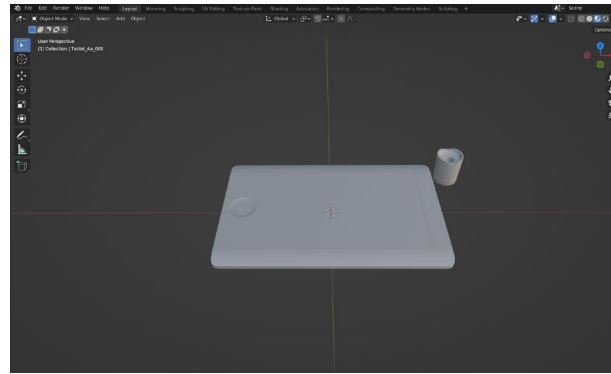 File Edit Render Window Help Layout Modeling Sculpting UV Editing Texture Paint Shading Animation Rendering Compositing Geometry Nodes Scripting + Scene
Object Mode View Select Add Object Global
Options
User Perspective
(1) Collection | Tablet_Aa_003